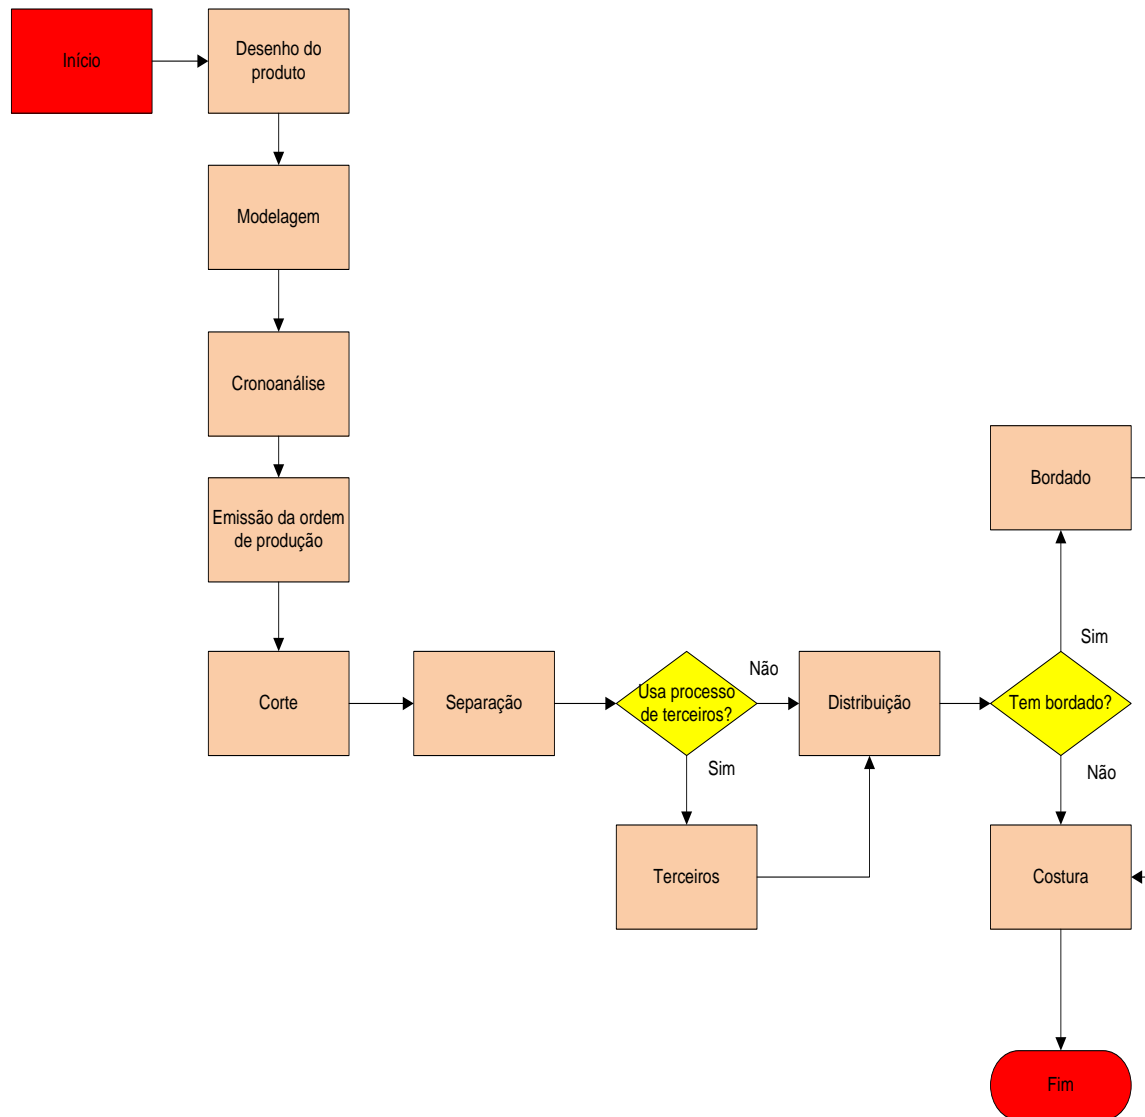 Início
Desenho do
produto
Modelagem
Cronoanálise
Emissão da ordem
de produção
Corte
Separação
Usa processo
de terceiros?
Não
Sim
Terceiros
Distribuição
Tem bordado?
Sim
Bordado
Não
Costura
Fim